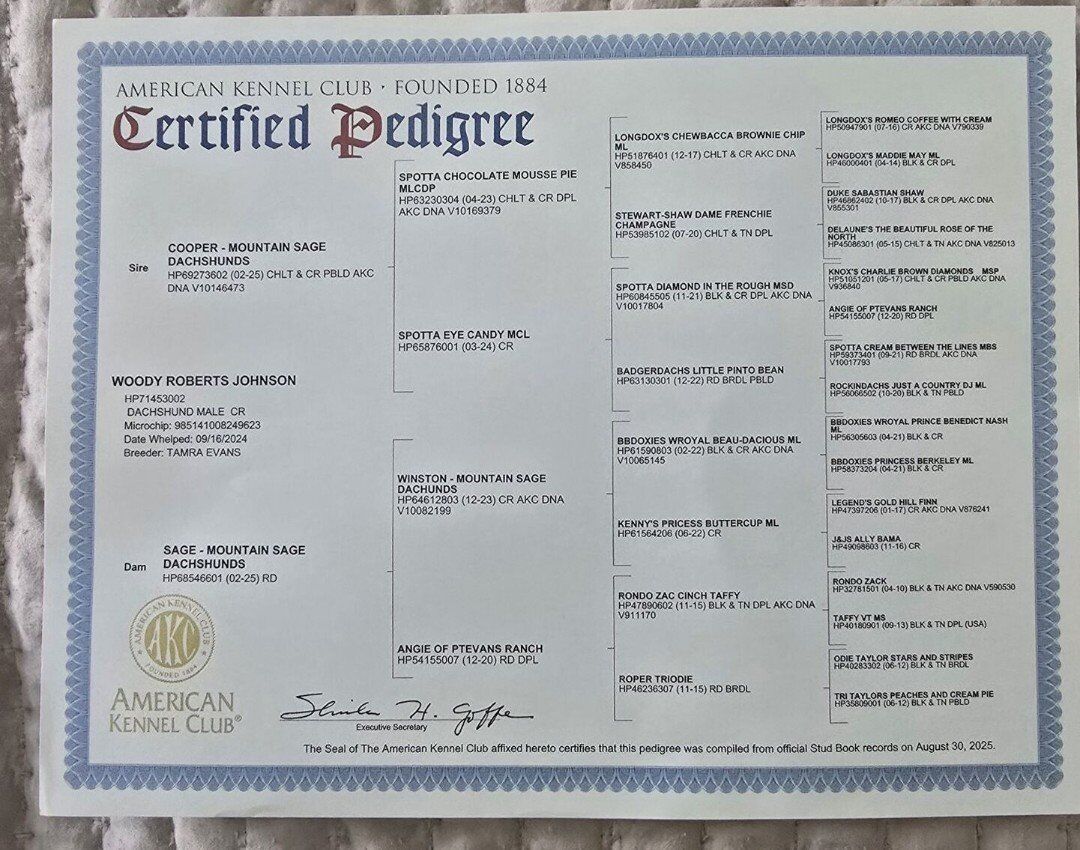 AMERICAN KENNEL CLUB · FOUNDED 1884
Certified Pedigree
Sire
COOPER - MOUNTAIN SAGE
DACHSHUNDS
HP69273602 (02-25) CHLT & CR PBLD AKC
DNA V10146473
WOODY ROBERTS JOHNSON
HP71453002
DACHSHUND MALE CR
Microchip: 985141008249623
Date Whelped: 09/16/2024
Breeder: TAMRA EVANS
Dam
SAGE - MOUNTAIN SAGE
DACHSHUNDS
HP68546601 (02-25) RD
SPOTTA CHOCOLATE MOUSSE PIE
MLCDP
HP63230304 (04-23) CHLT & CR DPL
AKC DNA V10169379
SPOTTA EYE CANDY MCL
HP65876001 (03-24) CR
WINSTON - MOUNTAIN SAGE
DACHUNDS
HP64612803 (12-23) CR AKC DNA
V10082199
ANGIE OF PTEVANS RANCH
HP54155007 (12-20) RD DPL
LONGDOX'S CHEWBACCA BROWNIE CHIP
ML
HP51876401 (12-17) CHLT & CR AKC DNA
V858450
STEWART-SHAW DAME FRENCHIE
CHAMPAGNE
HP53985102 (07-20) CHLT & TN DPL
SPOTTA DIAMOND IN THE ROUGH MSD
HP60845505 (11-21) BLK & CR DPL AKC DNA
V10017804
BADGERDACHS LITTLE PINTO BEAN
HP63130301 (12-22) RD BRDL PBLD
BBDOXIES WROYAL BEAU-DACIOUS ML
HP61590803 (02-22) BLK & CR AKC DNA
V10065145
KENNY'S PRICESS BUTTERCUP ML
HP61564206 (06-22) CR
RONDO ZAC CINCH TAFFY
HP47890602 (11-15) BLK & TN DPL AKC DNA
V911170
ROPER TRIODIE
HP46236307 (11-15) RD BRDL
LONGDOX'S ROMEO COFFEE WITH CREAM
HP50947901 (07-16) CR AKC DNA V790339
LONGDOX'S MADDIE MAY ML
HP46000401 (04-14) BLK & CR DPL
DUKE SABASTIAN SHAW
HP46862402 (10-17) BLK & CR DPL AKC DNA
V855301
DELAUNE'S THE BEAUTIFUL ROSE OF THE
NORTH
HP45086301 (05-15) CHLT & TN AKC DNA V825013
KNOX'S CHARLIE BROWN DIAMONDS MSP
HP51051201 (05-17) CHLT & CR PBLD AKC DNA
V936840
ANGIE OF PTEVANS RANCH
HP54155007 (12-20) RD DPL
SPOTTA CREAM BETWEEN THE LINES MBS
HP59373401 (09-21) RD BRDL AKC DNA
V10017793
ROCKINDACHS JUST A COUNTRY DJ ML
HP56066502 (10-20) BLK & TN PBLD
BBDOXIES WROYAL PRINCE BENEDICT NASH
ML
HP56305603 (04-21) BLK & CR
BBDOXIES PRINCESS BERKELEY ML
HP58373204 (04-21) BLK & CR
LEGEND'S GOLD HILL FINN
HP47397206 (01-17) CR AKC DNA V876241
J&JS ALLY BAMA
HP49098603 (11-16) CR
RONDO ZACK
HP32781501 (04-10) BLK & TN AKC DNA V590530
TAFFY VT MS
HP40180901 (09-13) BLK & TN DPL (USA)
ODIE TAYLOR STARS AND STRIPES
HP40283302 (06-12) BLK & TN BRDL
TRI TAYLORS PEACHES AND CREAM PIE
HP35809001 (06-12) BLK & TN PBLD
AMERICAN KENNEL CLUB
AKC
FOUNDED 1884
AMERICAN
KENNEL CLUB®
Executive Secretary
The Seal of The American Kennel Club affixed hereto certifies that this pedigree was compiled from official Stud Book records on August 30, 2025.